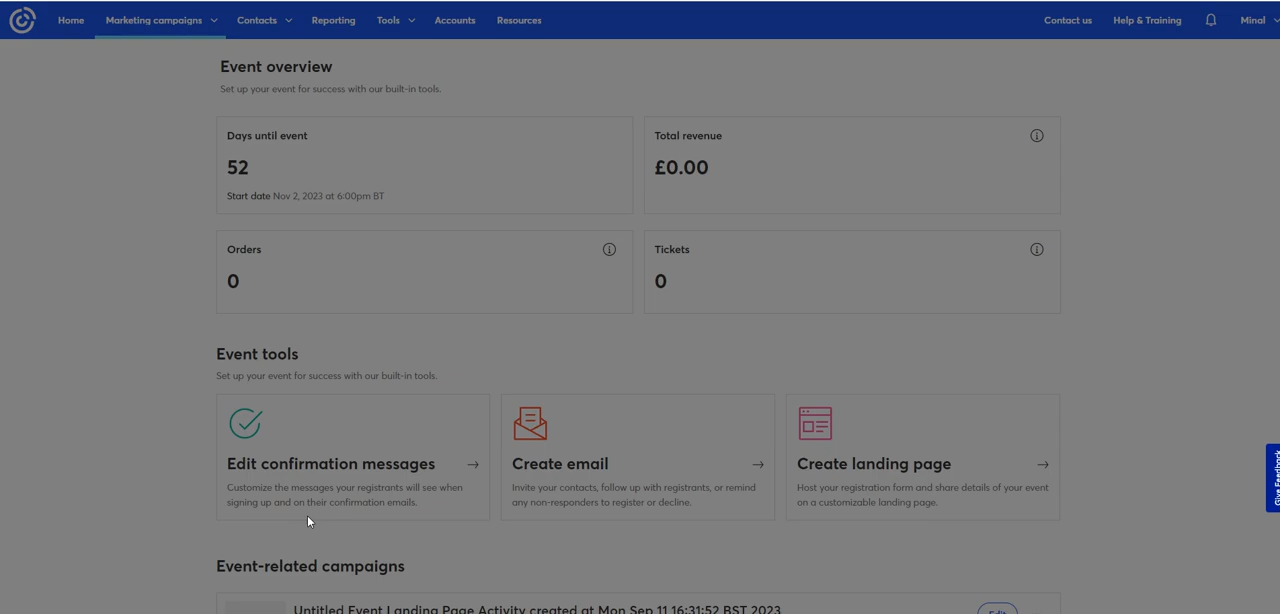 Home Marketing campaigns Contacts Reporting Tools Accounts Resources Contact us Help & Training Minal
Event overview
Set up your event for success with our built-in tools.
Days until event
52
Start date Nov 2, 2023 at 6:00pm BT
Total revenue
£0.00
Orders
0
Tickets
0
Event tools
Set up your event for success with our built-in tools.
Edit confirmation messages
Customize the messages your registrants will see when
signing up and on their confirmation emails.
Create email
Invite your contacts, follow up with registrants, or remind
any non-responders to register or decline.
Create landing page
Host your registration form and share details of your event
on a customizable landing page.
Give Feedback
Event-related campaigns
Untitled Event Landing Page Activity created at Mon Sep 11 16:31:52 BST 2023
Edit